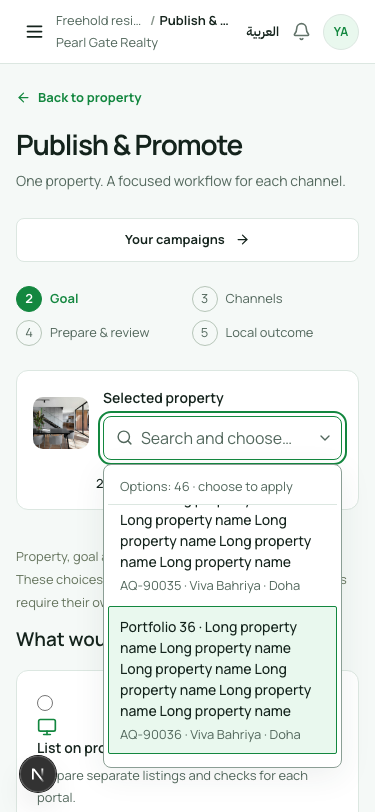 Freehold resi... / Publish & ...
Pearl Gate Realty
العربية
YA
Back to property
Publish & Promote
One property. A focused workflow for each channel.
Your campaigns
2 Goal
3 Channels
4 Prepare & review
5 Local outcome
Selected property
Search and choose...
2
Options: 46 · choose to apply
Long property name Long
property name Long property
name Long property name
AQ-90035 · Viva Bahriya · Doha
Portfolio 36 · Long property
name Long property name
Long property name Long
property name Long property
name Long property name
AQ-90036 · Viva Bahriya · Doha
Property, goal
These choices
require their
What wou
List on pro
N
pare separate listings and checks for each
portal.